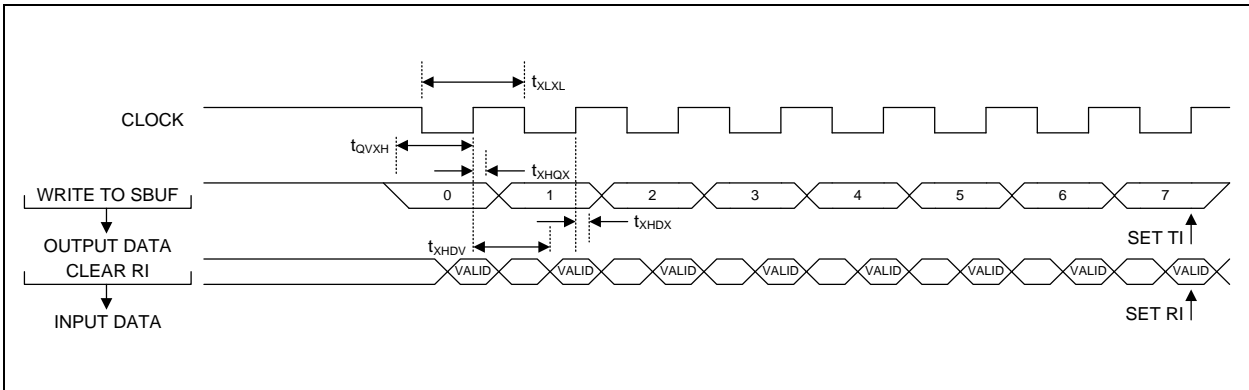 tXLXL
CLOCK
tQVXH
tXHQX
WRITE TO SBUF
0 1 2 3 4 5 6 7
tXHDX
OUTPUT DATA
SET TI
tXHDV
CLEAR RI
VALID VALID VALID VALID VALID VALID VALID VALID
SET RI
INPUT DATA